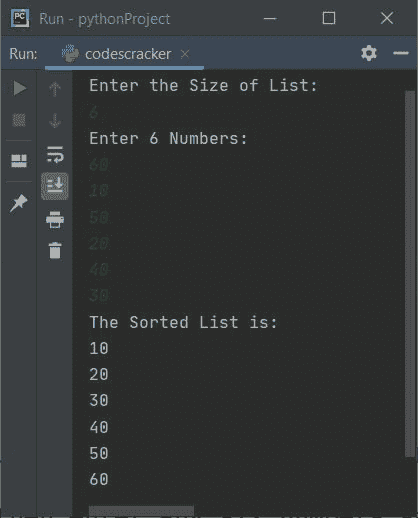 PC
Run - pythonProject
Run: codescracker
Enter the Size of List:
6
Enter 6 Numbers:
60
10
50
20
40
30
The Sorted List is:
10
20
30
40
50
60